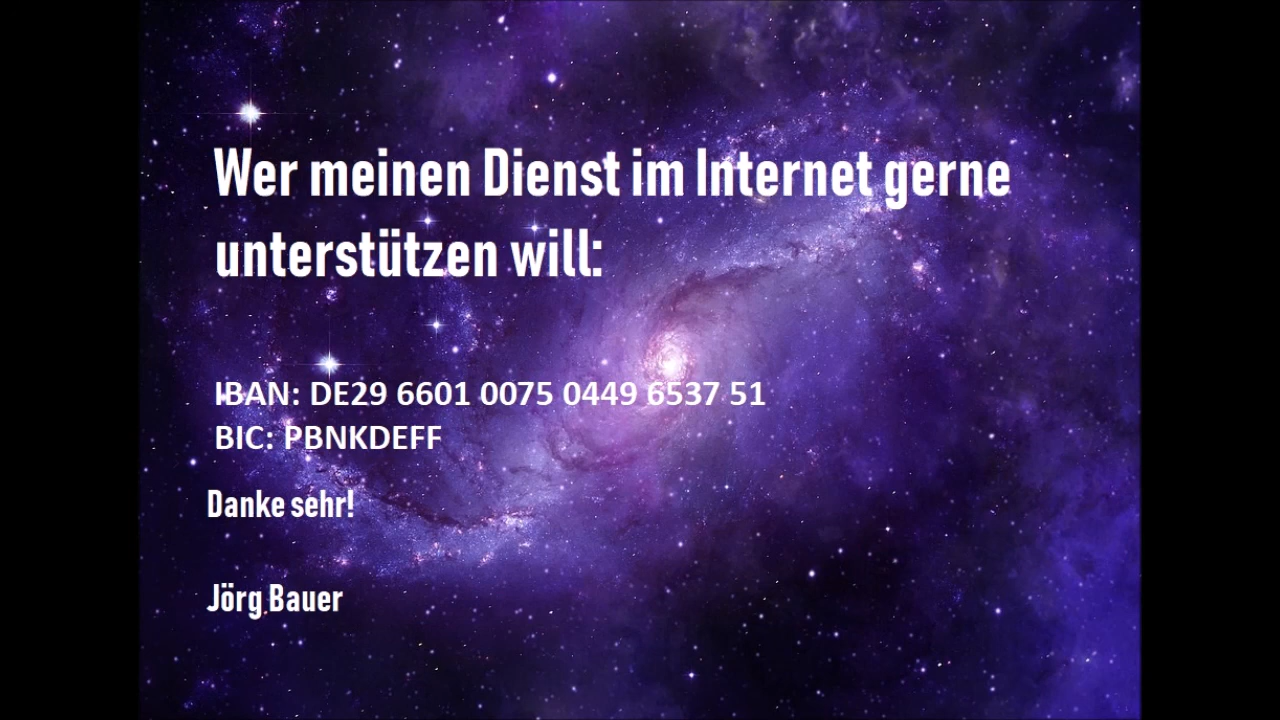 Wer meinen Dienst im Internet gerne
unterstützen will:
IBAN: DE29 6601 0075 0449 6537 51
BIC: PBNKDEFF
Danke sehr!
Jörg Bauer